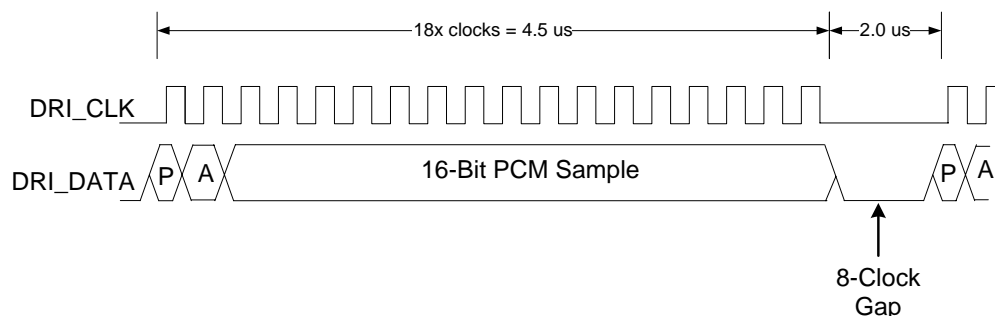 18x clocks = 4.5 us
2.0 us
DRI_CLK
DRI_DATA
P
A
16-Bit PCM Sample
P
A
8-Clock
Gap